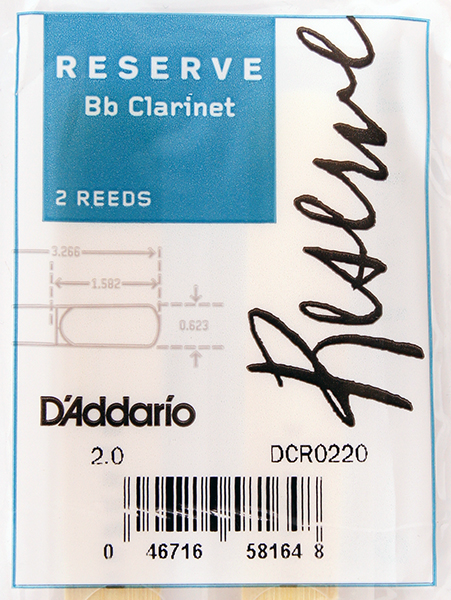 RESERVE
Bb Clarinet
2 REEDS
Reserve
3.266
1.582
0.623
D'Addario
2.0 DCR0220
0 46716 58164 8